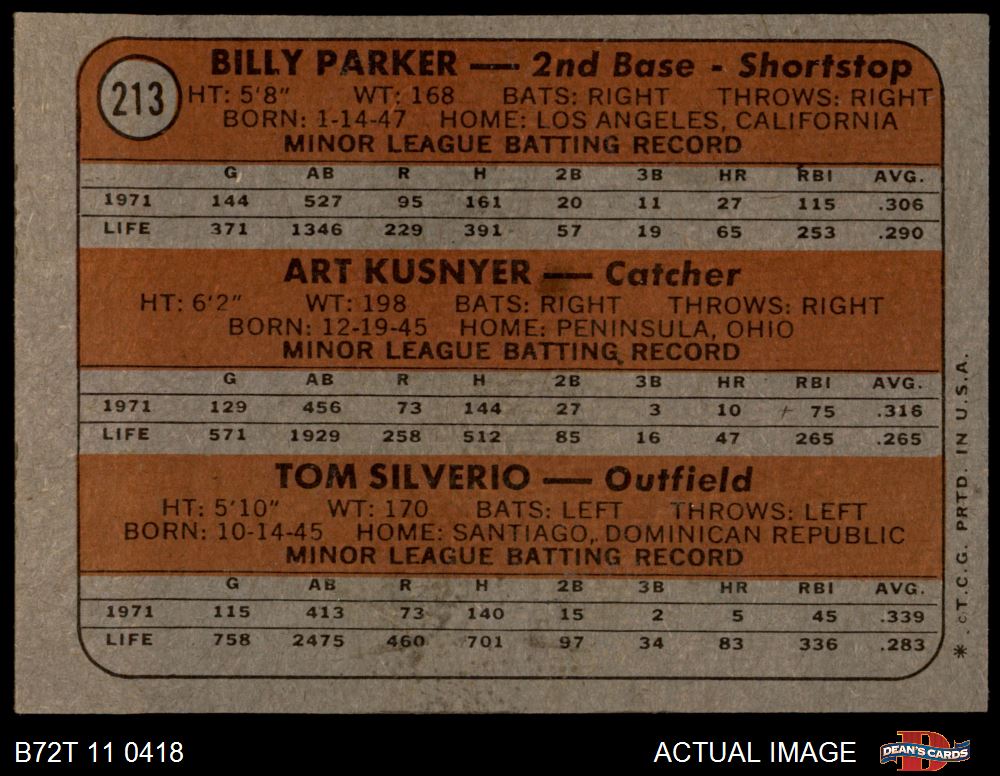 213
BILLY PARKER — 2nd Base - Shortstop
HT: 5'8" WT: 168 BATS: RIGHT THROWS: RIGHT
BORN: 1-14-47 HOME: LOS ANGELES, CALIFORNIA
MINOR LEAGUE BATTING RECORD
G AB R H 2B 3B HR RBI AVG.
1971 144 527 95 161 20 11 27 115 .306
LIFE 371 1346 229 391 57 19 65 253 .290
ART KUSNYER — Catcher
HT: 6'2" WT: 198 BATS: RIGHT THROWS: RIGHT
BORN: 12-19-45 HOME: PENINSULA, OHIO
MINOR LEAGUE BATTING RECORD
G AB R H 2B 3B HR RBI AVG.
1971 129 456 73 144 27 3 10 75 .316
LIFE 571 1929 258 512 85 16 47 265 .265
TOM SILVERIO — Outfield
HT: 5'10" WT: 170 BATS: LEFT THROWS: LEFT
BORN: 10-14-45 HOME: SANTIAGO, DOMINICAN REPUBLIC
MINOR LEAGUE BATTING RECORD
G AB R H 2B 3B HR RBI AVG.
1971 115 413 73 140 15 2 5 45 .339
LIFE 758 2475 460 701 97 34 83 336 .283
* ©T.C.G. PRTD. IN U.S.A.
B72T 11 0418
ACTUAL IMAGE
DEAN'S CARDS